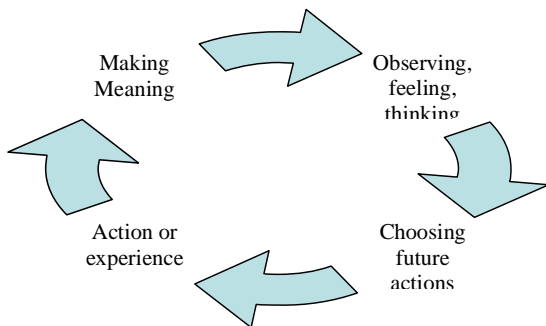 Making
Meaning
Observing,
feeling,
thinking
Choosing
future
actions
Action or
experience